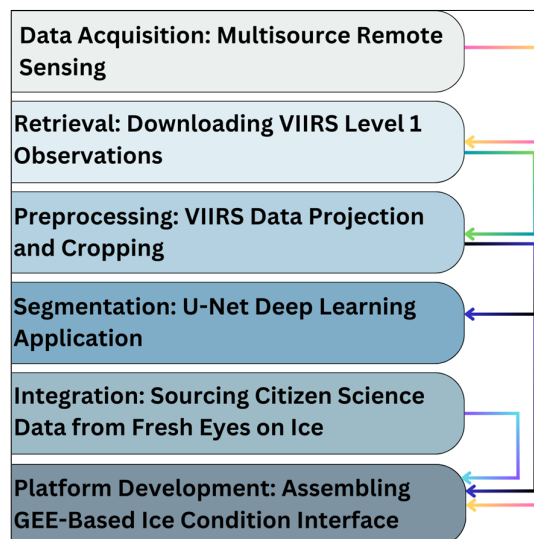 Data Acquisition: Multisource Remote
Sensing
Retrieval: Downloading VIIRS Level 1
Observations
Preprocessing: VIIRS Data Projection
and Cropping
Segmentation: U-Net Deep Learning
Application
Integration: Sourcing Citizen Science
Data from Fresh Eyes on Ice
Platform Development: Assembling
GEE-Based Ice Condition Interface